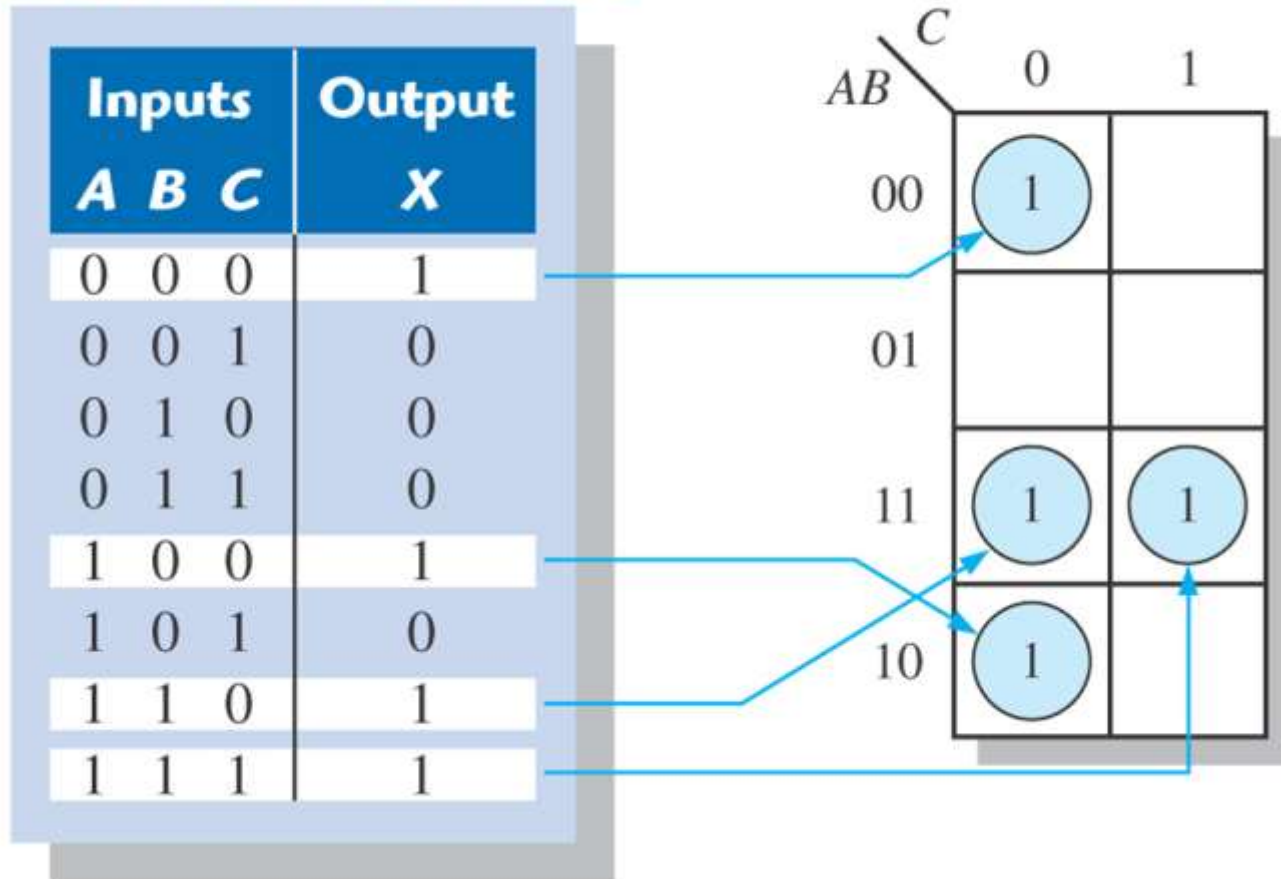 Inputs Output
A B C X
0 0 0 1
0 0 1 0
0 1 0 0
0 1 1 0
1 0 0 1
1 0 1 0
1 1 0 1
1 1 1 1
C
AB 0 1
00 1
01
11 1 1
10 1